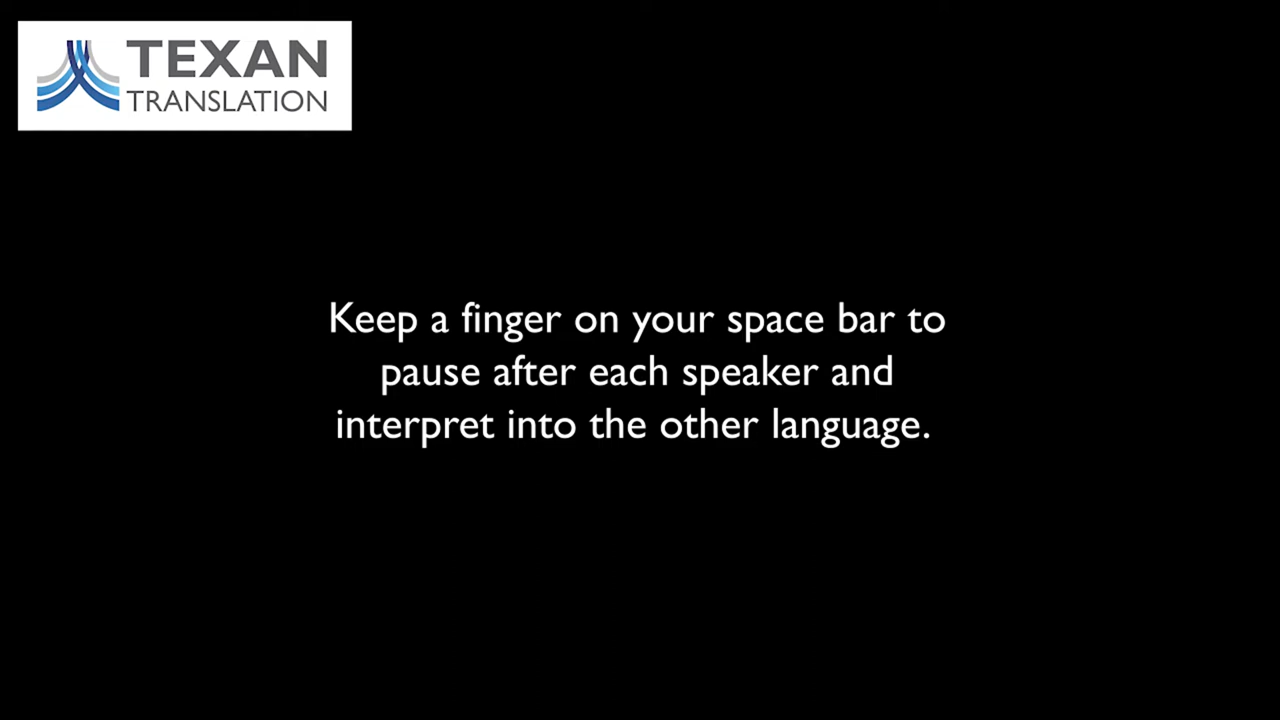 TEXAN
TRANSLATION
Keep a finger on your space bar to
pause after each speaker and
interpret into the other language.